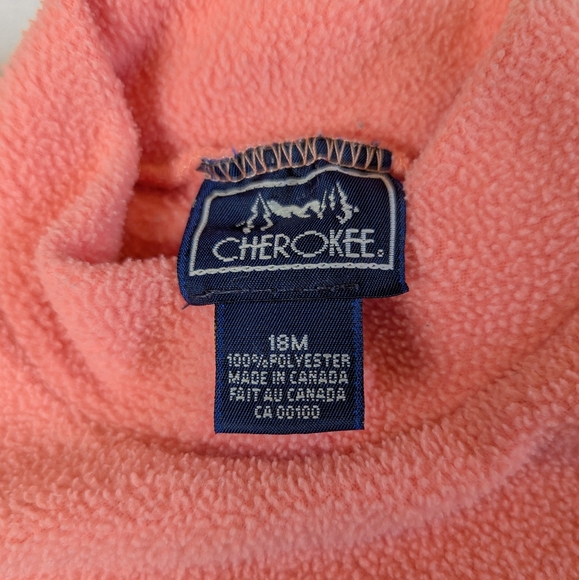 CHEROKEE®
18M
100% POLYESTER
MADE IN CANADA
FAIT AU CANADA
CA 00100